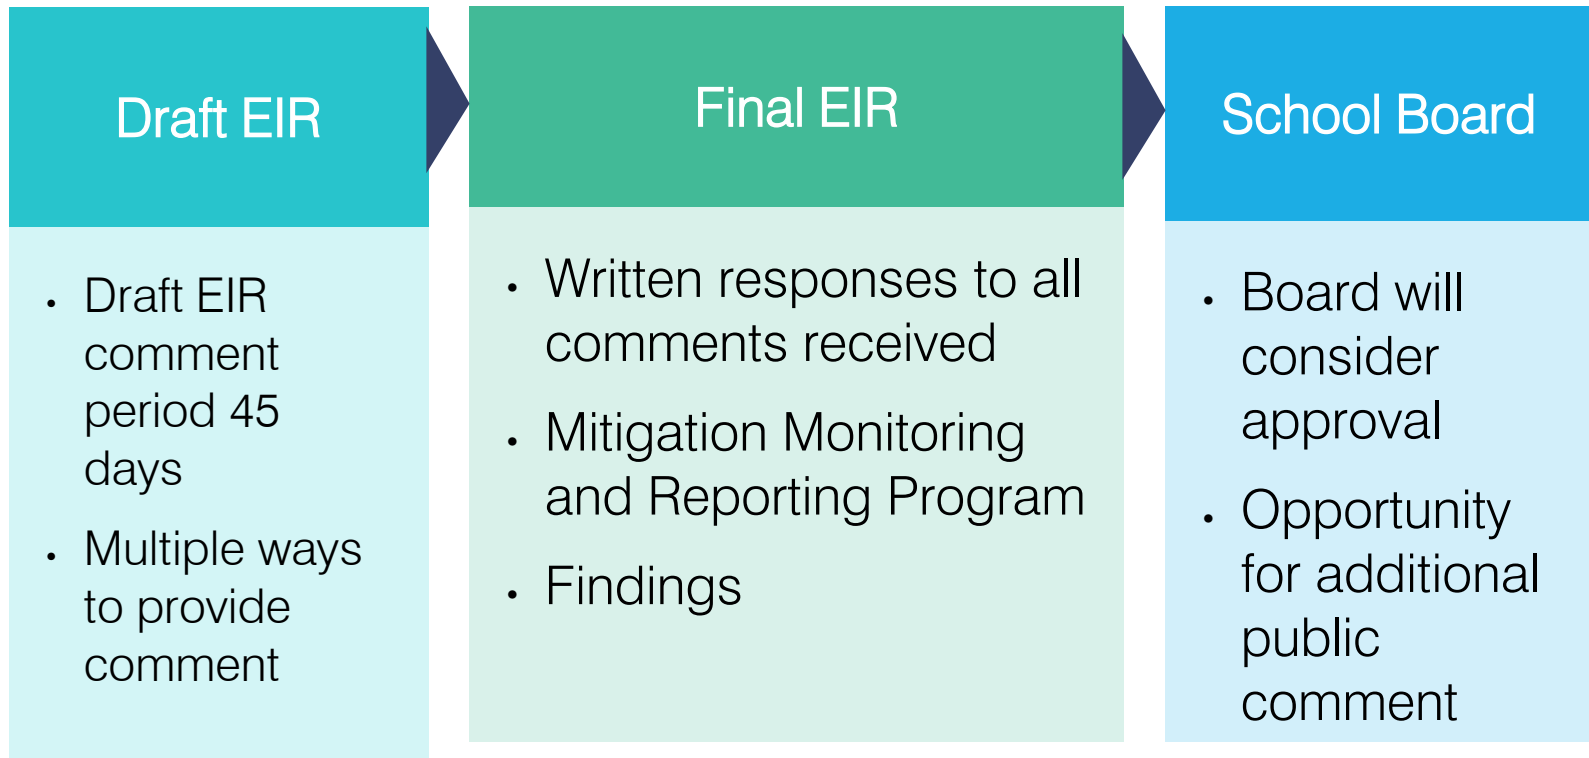 Draft EIR
• Draft EIR
comment
period 45
days
• Multiple ways
to provide
comment
Final EIR
• Written responses to all
comments received
• Mitigation Monitoring
and Reporting Program
• Findings
School Board
• Board will
consider
approval
• Opportunity
for additional
public
comment